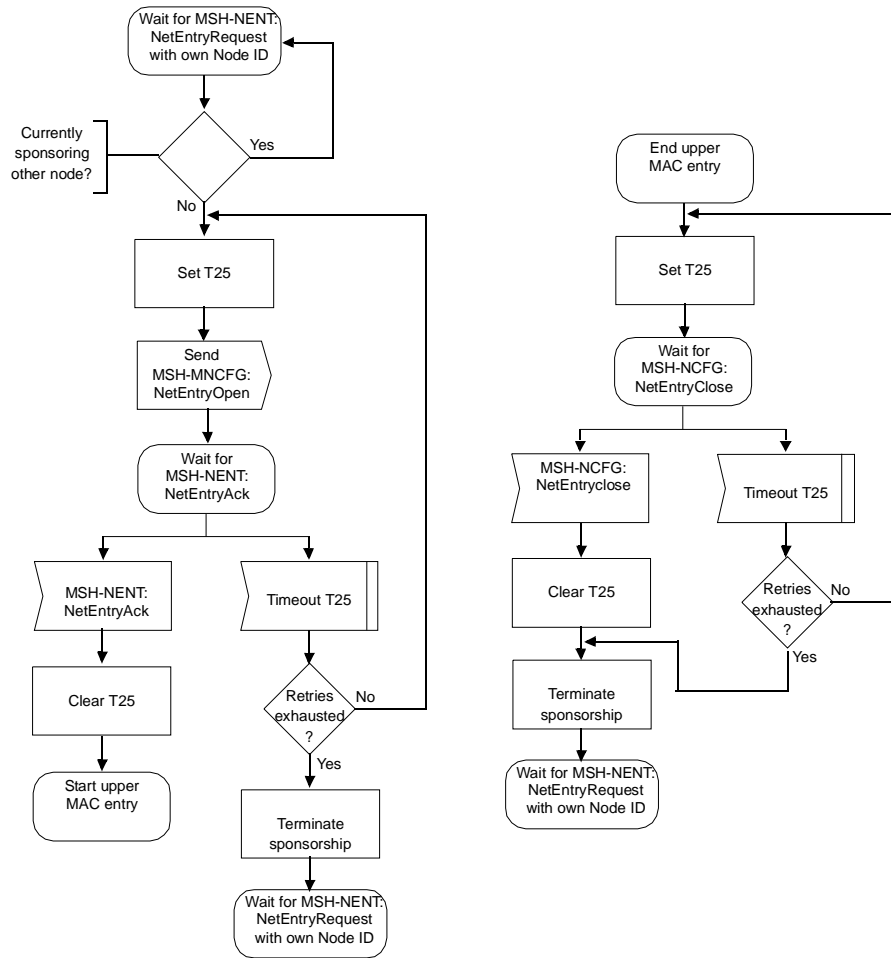 Wait for MSH-NENT:
NetEntryRequest
with own Node ID
Currently
sponsoring
other node?
Yes
No
Set T25
Send
MSH-MNCFG:
NetEntryOpen
Wait for
MSH-NENT:
NetEntryAck
MSH-NENT:
NetEntryAck
Timeout T25
Clear T25
Retries
exhausted
?
No
Yes
Start upper
MAC entry
Terminate
sponsorship
Wait for MSH-NENT:
NetEntryRequest
with own Node ID
End upper
MAC entry
Set T25
Wait for
MSH-NCFG:
NetEntryClose
MSH-NCFG:
NetEntryclose
Timeout T25
Clear T25
Retries
exhausted
?
No
Yes
Terminate
sponsorship
Wait for MSH-NENT:
NetEntryRequest
with own Node ID